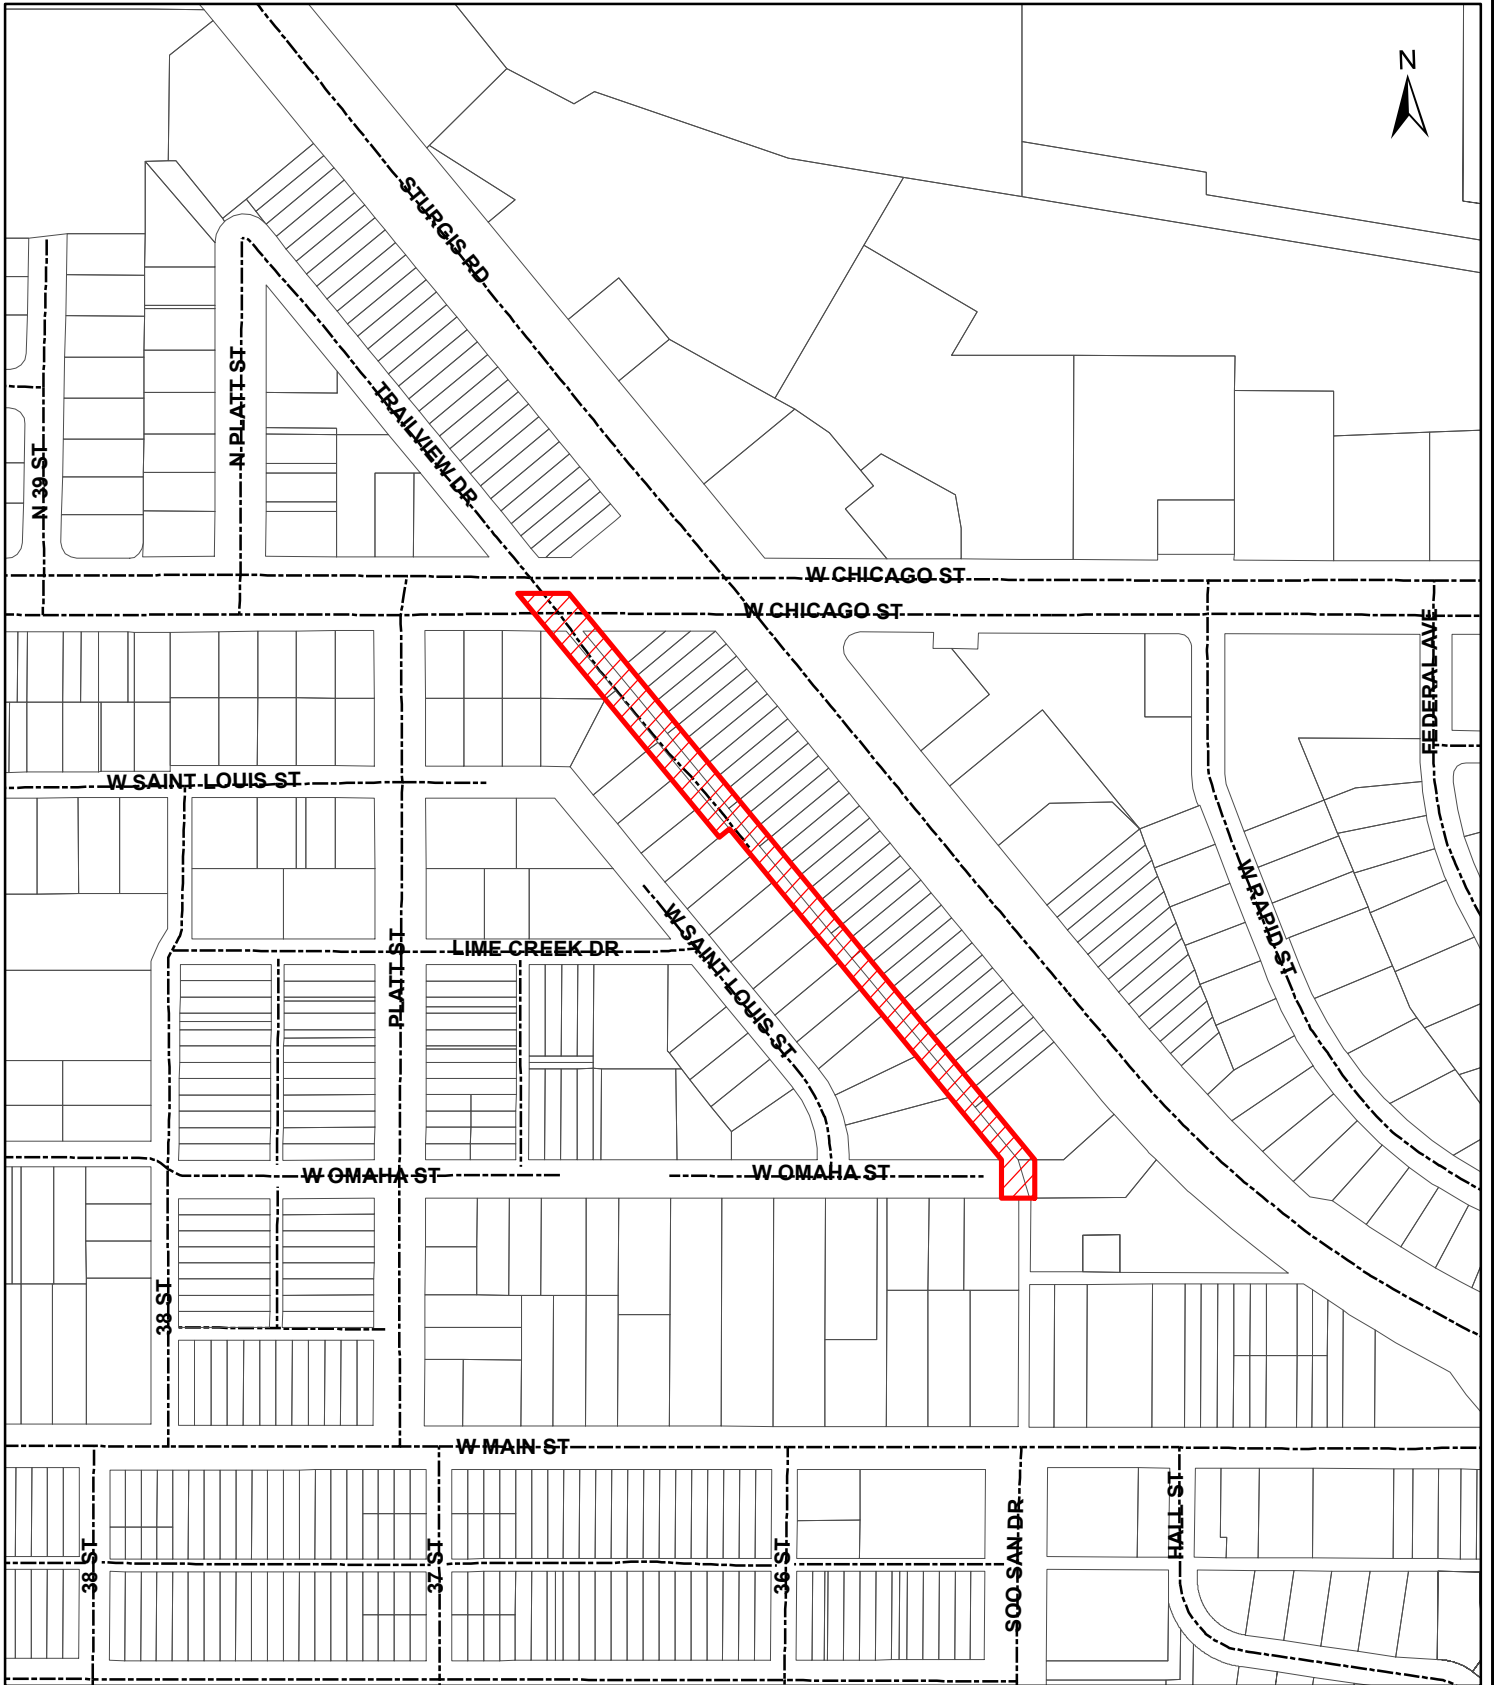 N
STURGIS RD
N PLATT ST
TRAILVIEW DR
N 39 ST
W CHICAGO ST
W CHICAGO ST
FEDERAL AVE
W SAINT LOUIS ST
W RAPID ST
PLATT ST
LIME CREEK DR
W SAINT LOUIS ST
W OMAHA ST
W OMAHA ST
38 ST
W MAIN ST
38 ST
37 ST
36 ST
SOO SAN DR
HALL ST